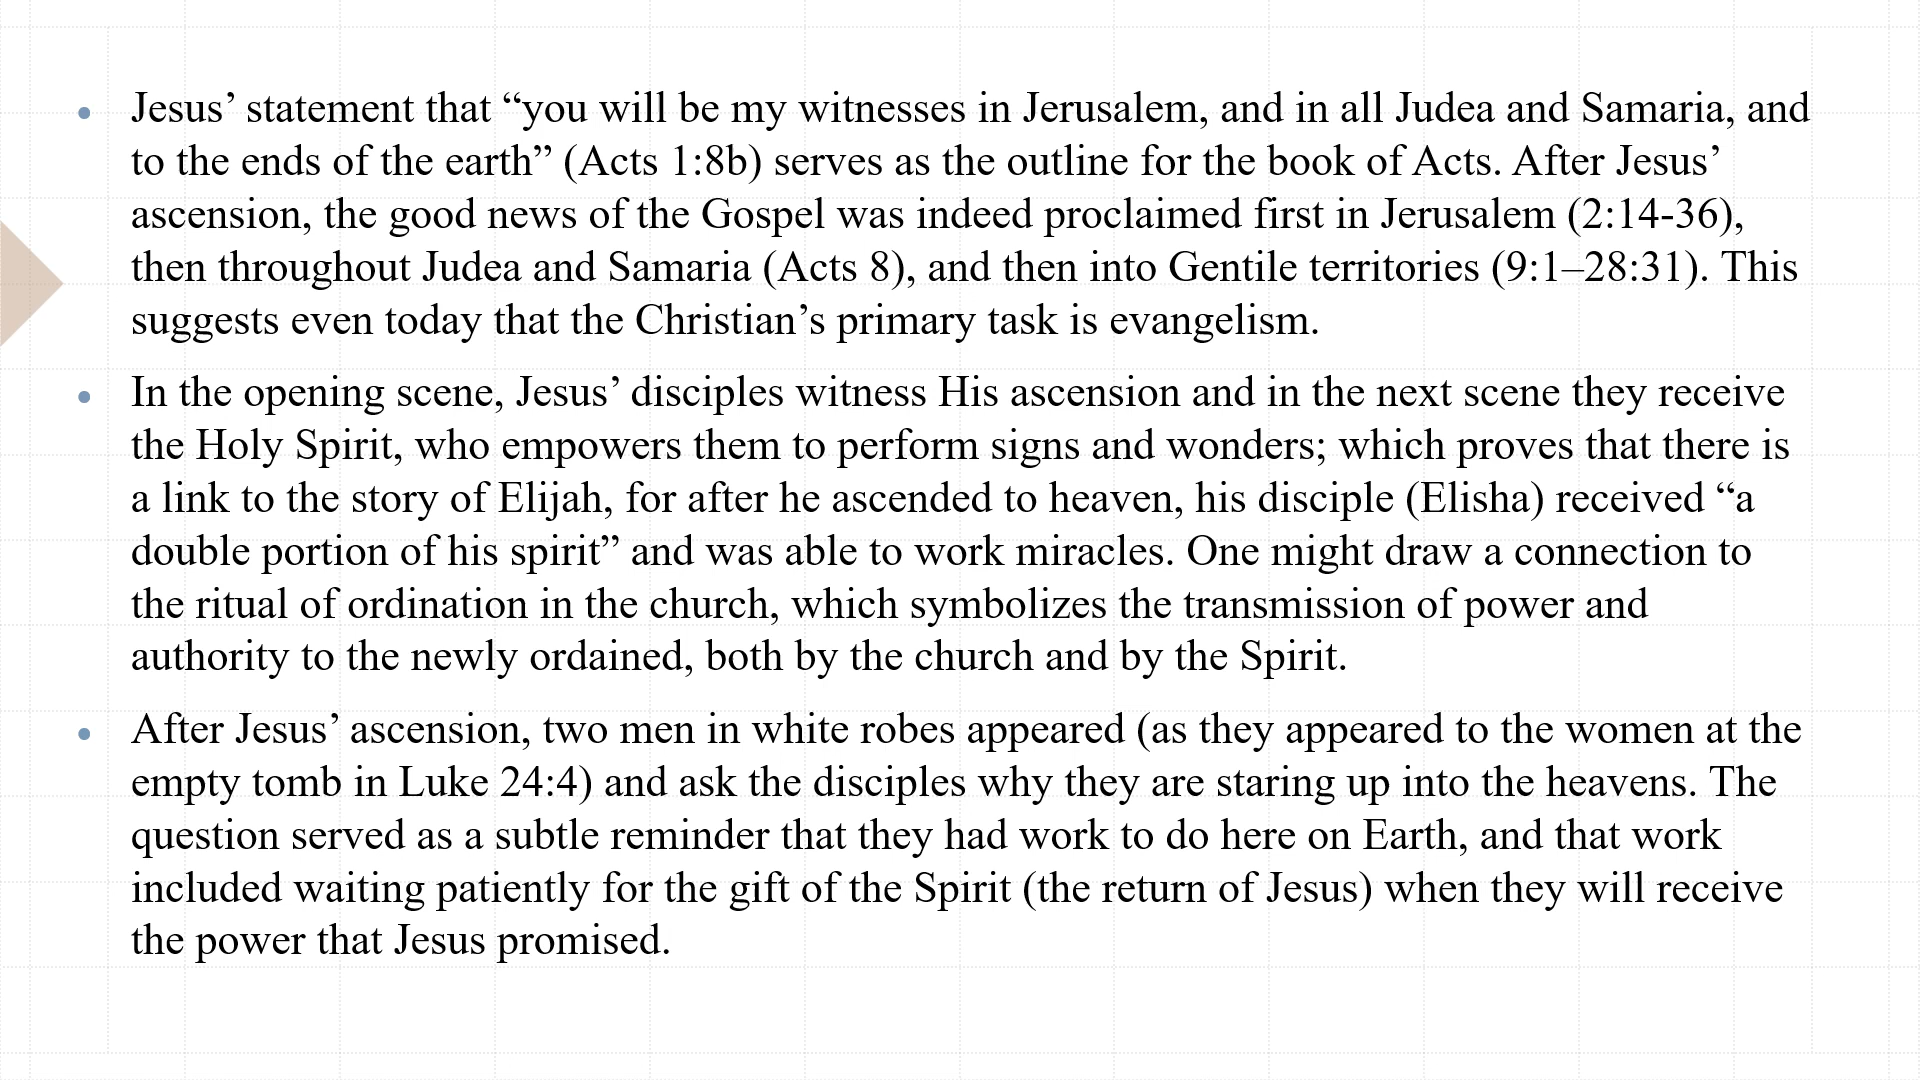 • Jesus’ statement that “you will be my witnesses in Jerusalem, and in all Judea and Samaria, and
to the ends of the earth” (Acts 1:8b) serves as the outline for the book of Acts. After Jesus’
ascension, the good news of the Gospel was indeed proclaimed first in Jerusalem (2:14-36),
then throughout Judea and Samaria (Acts 8), and then into Gentile territories (9:1–28:31). This
suggests even today that the Christian’s primary task is evangelism.
• In the opening scene, Jesus’ disciples witness His ascension and in the next scene they receive
the Holy Spirit, who empowers them to perform signs and wonders; which proves that there is
a link to the story of Elijah, for after he ascended to heaven, his disciple (Elisha) received “a
double portion of his spirit” and was able to work miracles. One might draw a connection to
the ritual of ordination in the church, which symbolizes the transmission of power and
authority to the newly ordained, both by the church and by the Spirit.
• After Jesus’ ascension, two men in white robes appeared (as they appeared to the women at the
empty tomb in Luke 24:4) and ask the disciples why they are staring up into the heavens. The
question served as a subtle reminder that they had work to do here on Earth, and that work
included waiting patiently for the gift of the Spirit (the return of Jesus) when they will receive
the power that Jesus promised.